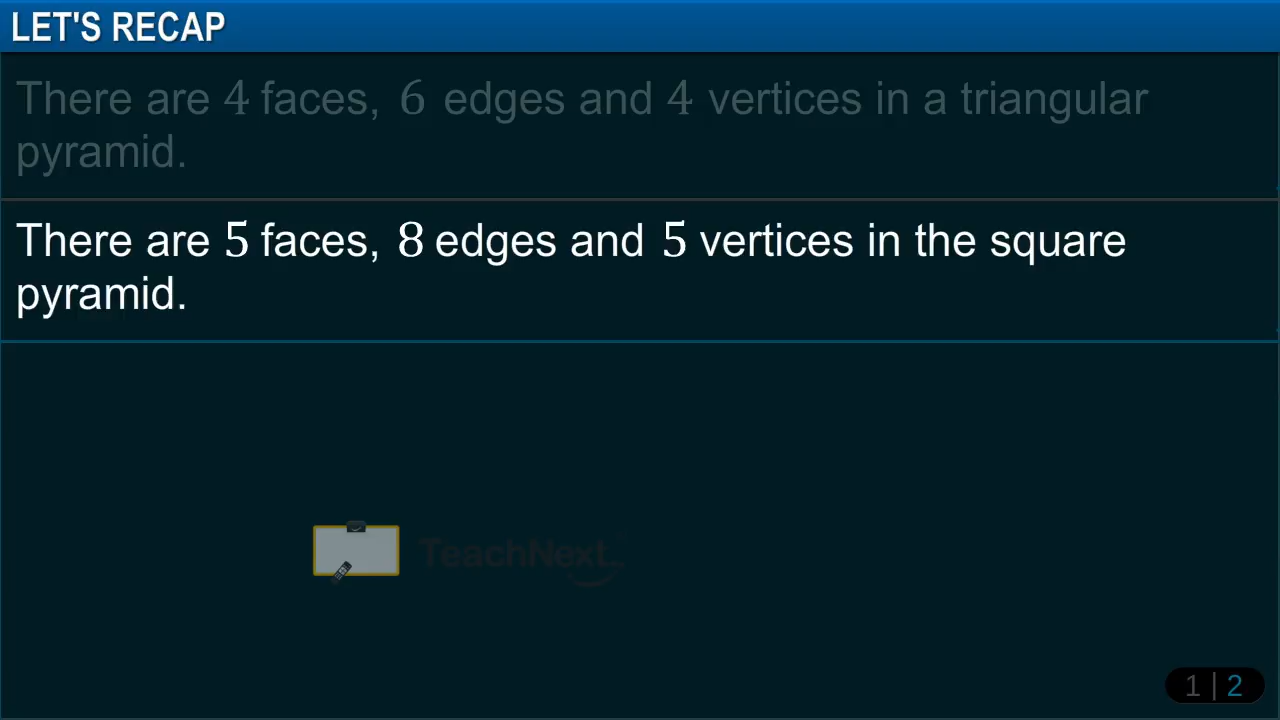 LET'S RECAP
There are 4 faces, 6 edges and 4 vertices in a triangular
pyramid.
There are 5 faces, 8 edges and 5 vertices in the square
pyramid.
TeachNext
1 | 2